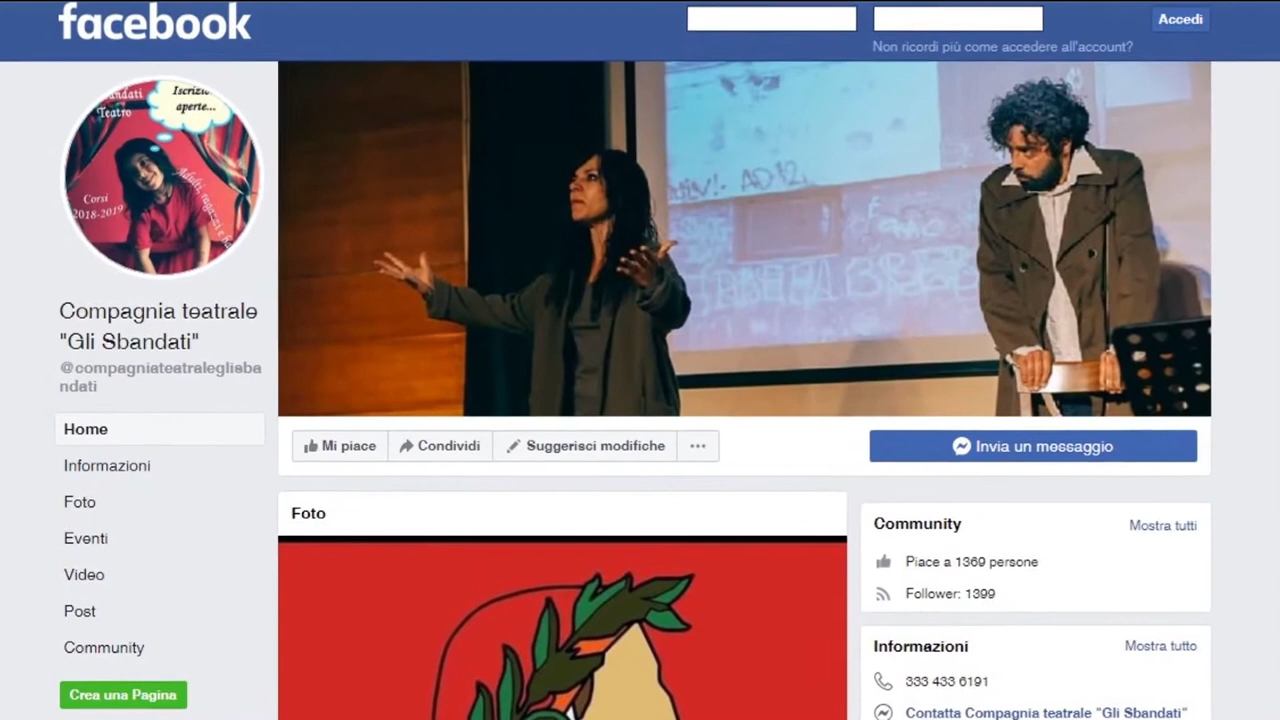 facebook
Accedi
Non ricordi più come accedere all'account?
Teatro
aperte...
Corsi
2018-2019
Adulti, ragazzi e
Compagnia teatrale
"Gli Sbandati"
@compagniateatraleglisba
ndati
Home
Informazioni
Foto
Eventi
Video
Post
Community
Crea una Pagina
Mi piace
Condividi
Suggerisci modifiche
...
Invia un messaggio
Foto
Community
Mostra tutti
Piace a 1369 persone
Follower: 1399
Informazioni
Mostra tutto
333 433 6191
Contatta Compagnia teatrale "Gli Sbandati"